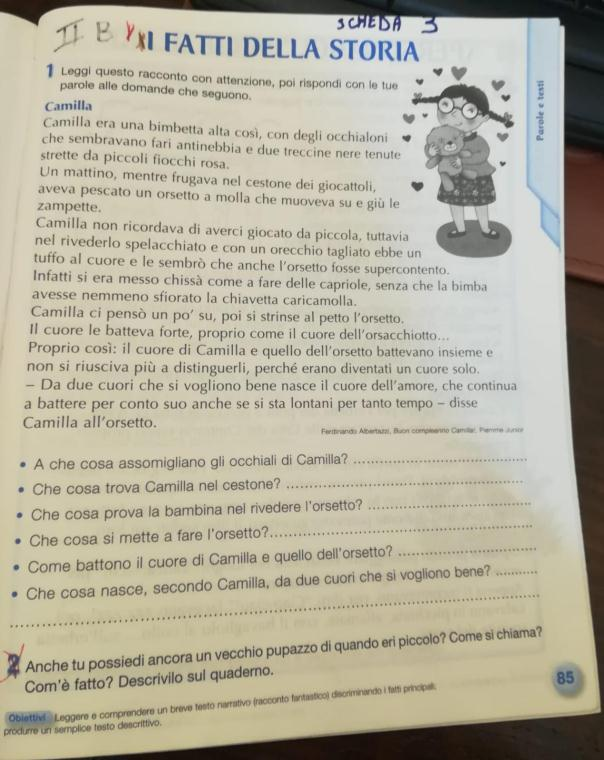 SCHEDA 3
II B
I FATTI DELLA STORIA
1 Leggi questo racconto con attenzione, poi rispondi con le tue
parole alle domande che seguono.
Camilla
Camilla era una bimbetta alta così, con degli occhialoni
che sembravano fari antinebbia e due treccine nere tenute
strette da piccoli fiocchi rosa.
Un mattino, mentre frugava nel cestone dei giocattoli,
aveva pescato un orsetto a molla che muoveva su e giù le
zampette.
Camilla non ricordava di averci giocato da piccola, tuttavia
nel rivederlo spelacchiato e con un orecchio tagliato ebbe un
tuffo al cuore e le sembrò che anche l'orsetto fosse supercontento.
Infatti si era messo chissà come a fare delle capriole, senza che la bimba
avesse nemmeno sfiorato la chiavetta caricamolla.
Camilla ci pensò un po' su, poi si strinse al petto l'orsetto.
Il cuore le batteva forte, proprio come il cuore dell'orsacchiotto...
Proprio così: il cuore di Camilla e quello dell'orsetto battevano insieme e
non si riusciva più a distinguerli, perché erano diventati un cuore solo.
– Da due cuori che si vogliono bene nasce il cuore dell'amore, che continua
a battere per conto suo anche se si sta lontani per tanto tempo – disse
Camilla all'orsetto.
Ferdinando Albertazzi, Buon compleanno Camilla!, Piemme Junior
• A che cosa assomigliano gli occhiali di Camilla?
• Che cosa trova Camilla nel cestone?
• Che cosa prova la bambina nel rivedere l'orsetto?
• Che cosa si mette a fare l'orsetto?
• Come battono il cuore di Camilla e quello dell'orsetto?
• Che cosa nasce, secondo Camilla, da due cuori che si vogliono bene?
2 Anche tu possiedi ancora un vecchio pupazzo di quando eri piccolo? Come si chiama?
Com'è fatto? Descrivilo sul quaderno.
Obiettivi Leggere e comprendere un breve testo narrativo (racconto fantastico) discriminando i fatti principali;
produrre un semplice testo descrittivo.
85
Parole e testi